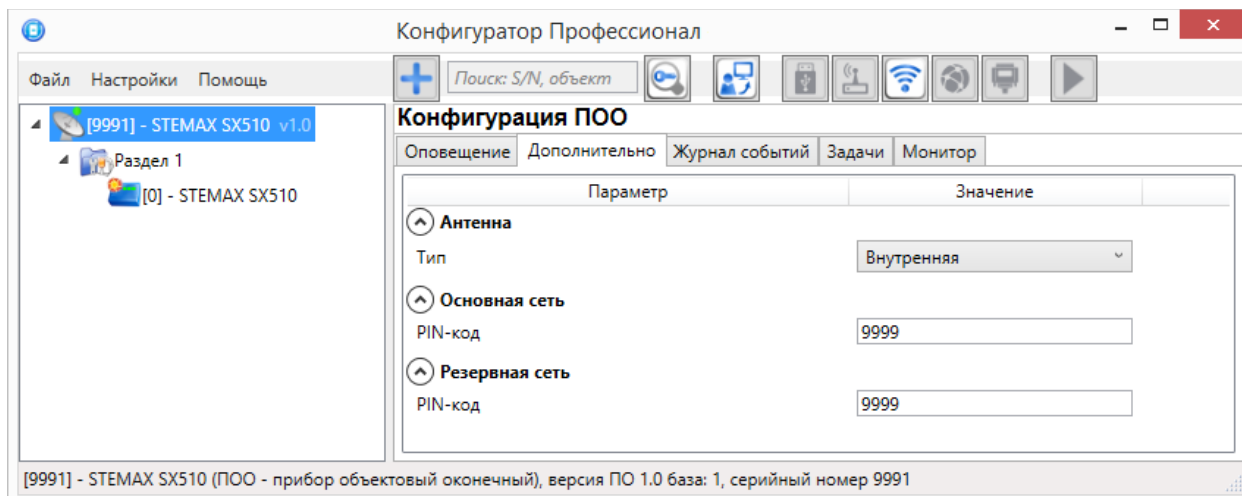 Конфигуратор Профессионал
Файл Настройки Помощь
Поиск: S/N, объект
[9991] - STEMAX SX510 v1.0
Раздел 1
[0] - STEMAX SX510
Конфигурация ПОО
Оповещение Дополнительно Журнал событий Задачи Монитор
Параметр Значение
Антенна
Тип Внутренняя
Основная сеть
PIN-код 9999
Резервная сеть
PIN-код 9999
[9991] - STEMAX SX510 (ПОО - прибор объектовый оконечный), версия ПО 1.0 база: 1, серийный номер 9991